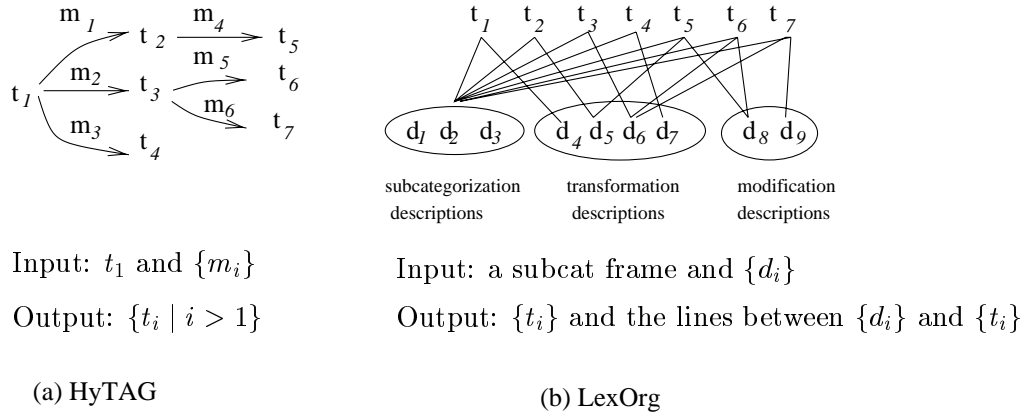 m1 t2 m4 t5
m5 t6
t1 m2 t3
m6 t7
m3 t4
t1 t2 t3 t4 t5 t6 t7
d1 d2 d3 d4 d5 d6 d7 d8 d9
subcategorization transformation modification
descriptions descriptions descriptions
Input: t1 and {mi}
Output: {ti | i > 1}
Input: a subcat frame and {di}
Output: {ti} and the lines between {di} and {ti}
(a) HyTAG
(b) LexOrg